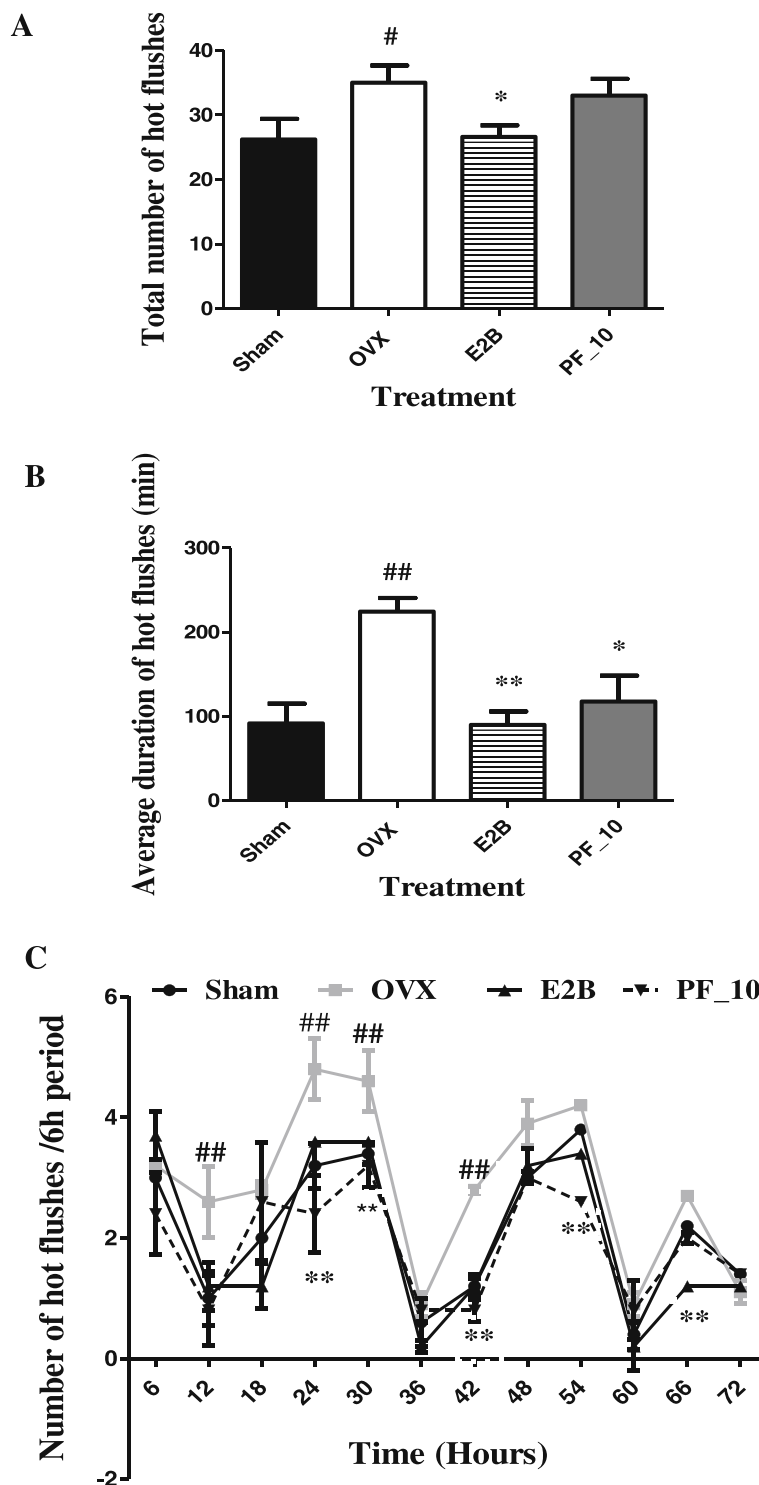 A
Total number of hot flushes
40
30
20
10
0
#
*
Sham
OVX
E2B
PF_10
Treatment
B
Average duration of hot flushes (min)
300
200
100
0
##
**
*
Sham
OVX
E2B
PF_10
Treatment
C
Number of hot flushes /6h period
6
4
2
0
-2
Sham OVX E2B PF_10
## ##
##
##
**
**
**
**
**
6 12 18 24 30 36 42 48 54 60 66 72
Time (Hours)